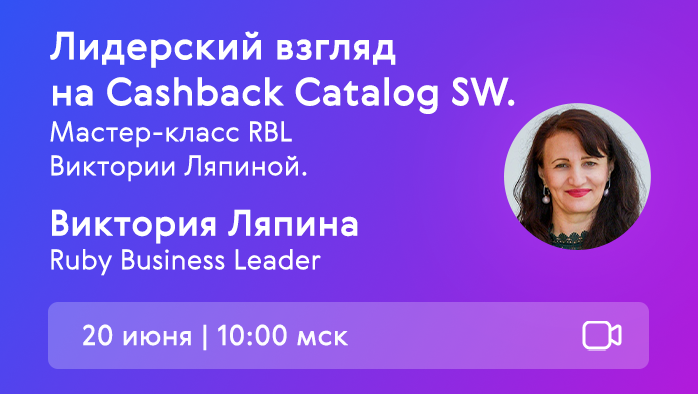 Лидерский взгляд
на Cashback Catalog SW.
Мастер-класс RBL
Виктории Ляпиной.
Виктория Ляпина
Ruby Business Leader
20 июня | 10:00 мск